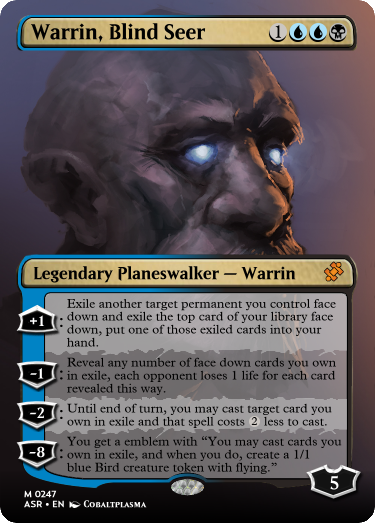 Warrin, Blind Seer 1
Legendary Planeswalker — Warrin
+1 : Exile another target permanent you control face
down and exile the top card of your library face
down, put one of those exiled cards into your
hand.
-1 : Reveal any number of face down cards you own
in exile, each opponent loses 1 life for each card
revealed this way.
-2 : Until end of turn, you may cast target card you
own in exile and that spell costs 2 less to cast.
-8 : You get a emblem with “You may cast cards you
own in exile, and when you do, create a 1/1
blue Bird creature token with flying.”
5
M 0247
ASR • EN Cobaltplasma